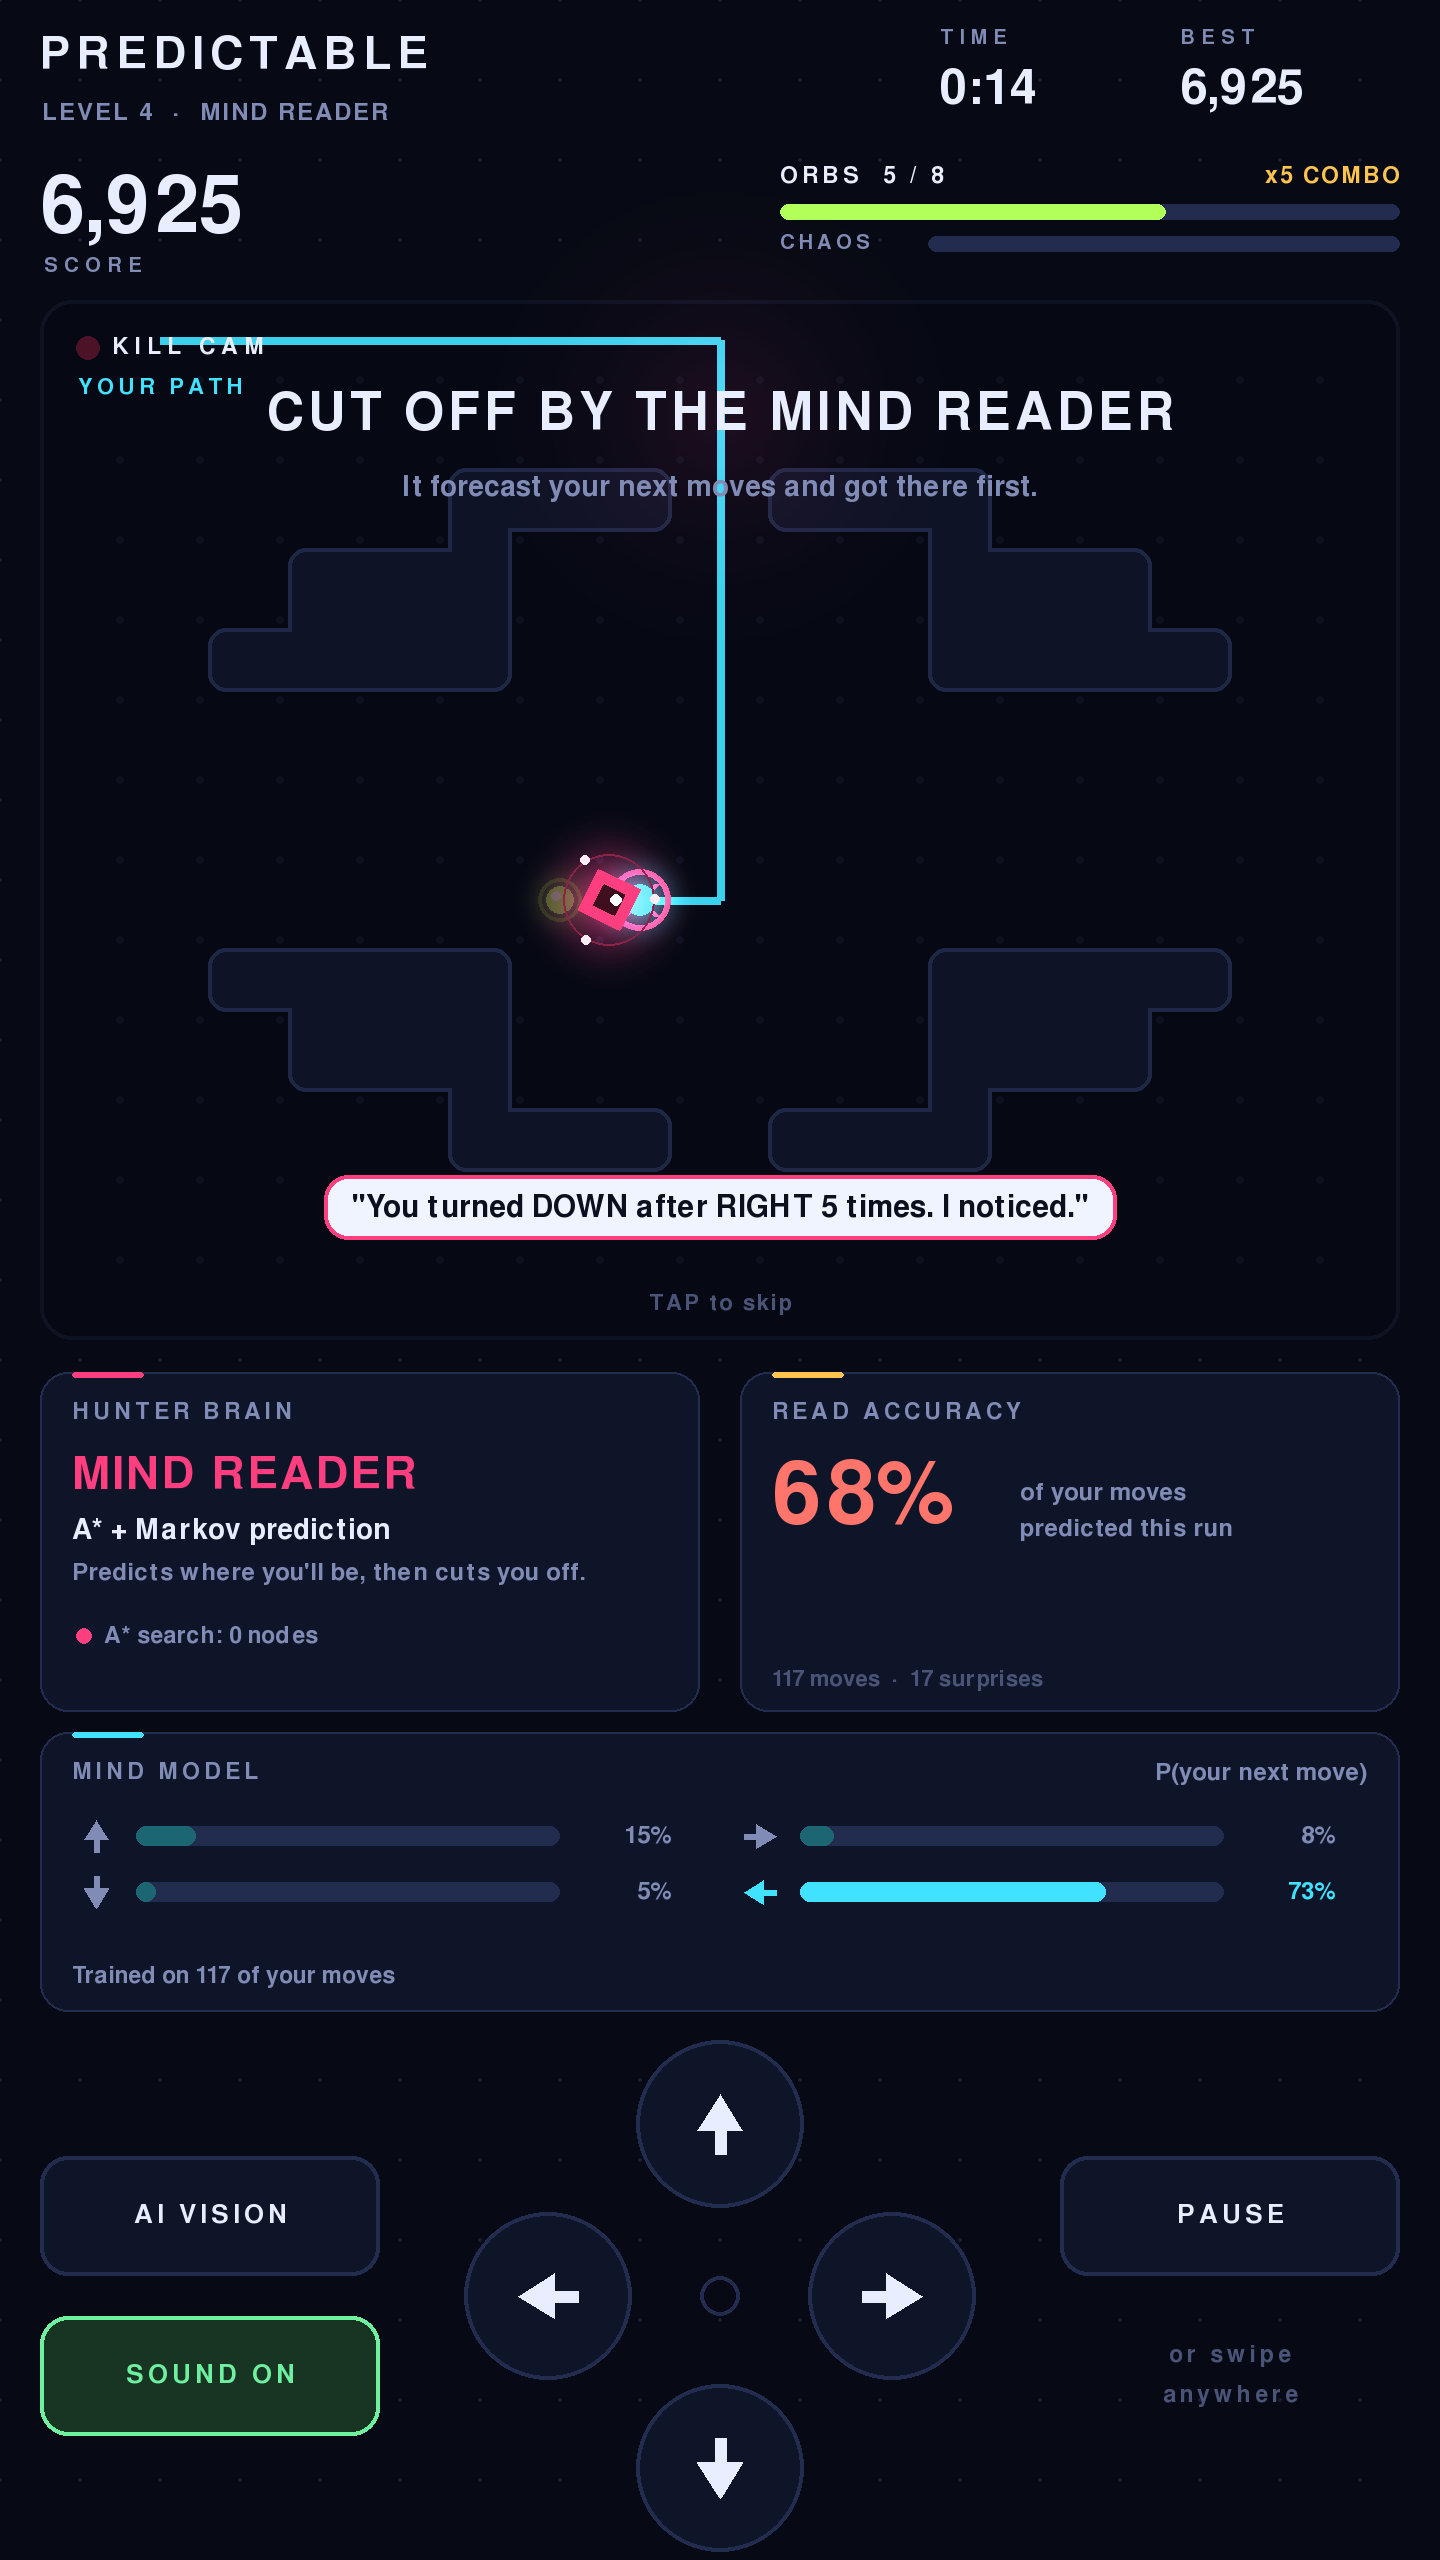 PREDICTABLE
LEVEL 4 · MIND READER
TIME
0:14
BEST
6,925
6,925
SCORE
ORBS 5 / 8
x5 COMBO
CHAOS
KILL CAM
YOUR PATH
CUT OFF BY THE MIND READER
It forecast your next moves and got there first.
"You turned DOWN after RIGHT 5 times. I noticed."
TAP to skip
HUNTER BRAIN
MIND READER
A* + Markov prediction
Predicts where you'll be, then cuts you off.
A* search: 0 nodes
READ ACCURACY
68%
of your moves
predicted this run
117 moves · 17 surprises
MIND MODEL
P(your next move)
15%
8%
5%
73%
Trained on 117 of your moves
AI VISION
PAUSE
SOUND ON
or swipe
anywhere